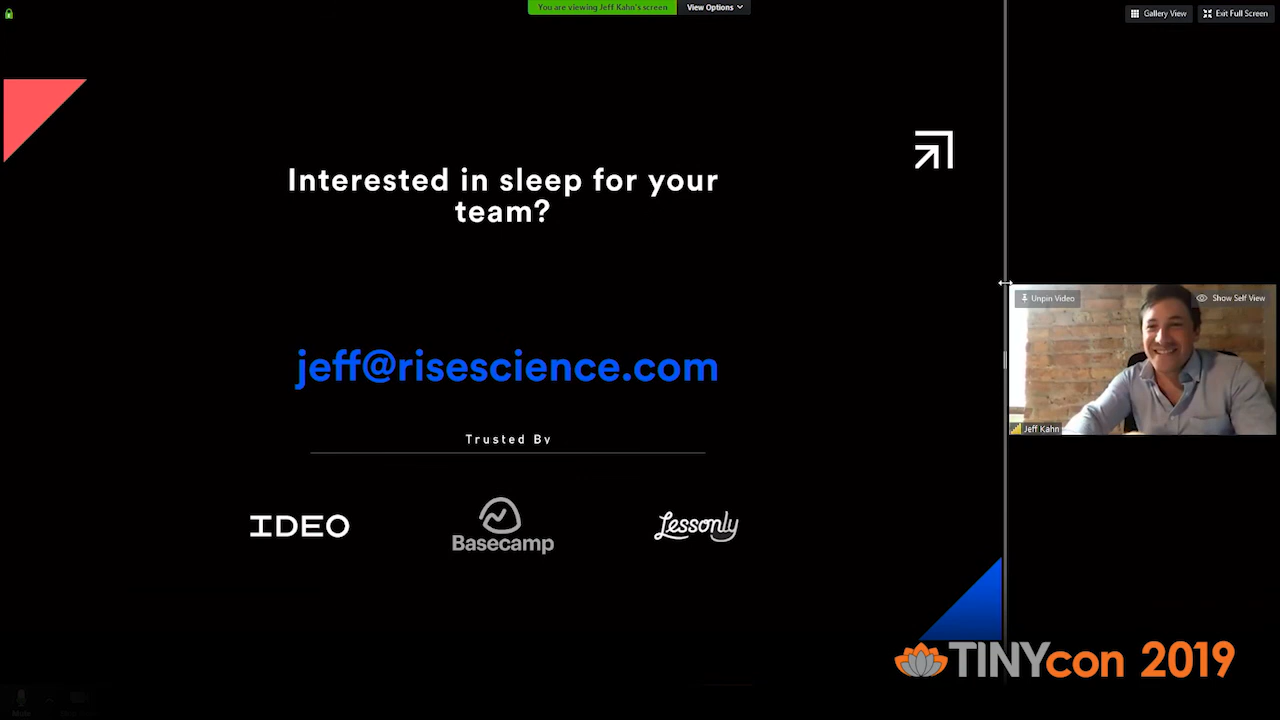 You are viewing Jeff Kahn's screen
View Options
Gallery View
Exit Full Screen
Interested in sleep for your
team?
Unpin Video
Show Self View
jeff@risescience.com
Jeff Kahn
Trusted By
IDEO
Basecamp
Lessonly
TINYcon 2019